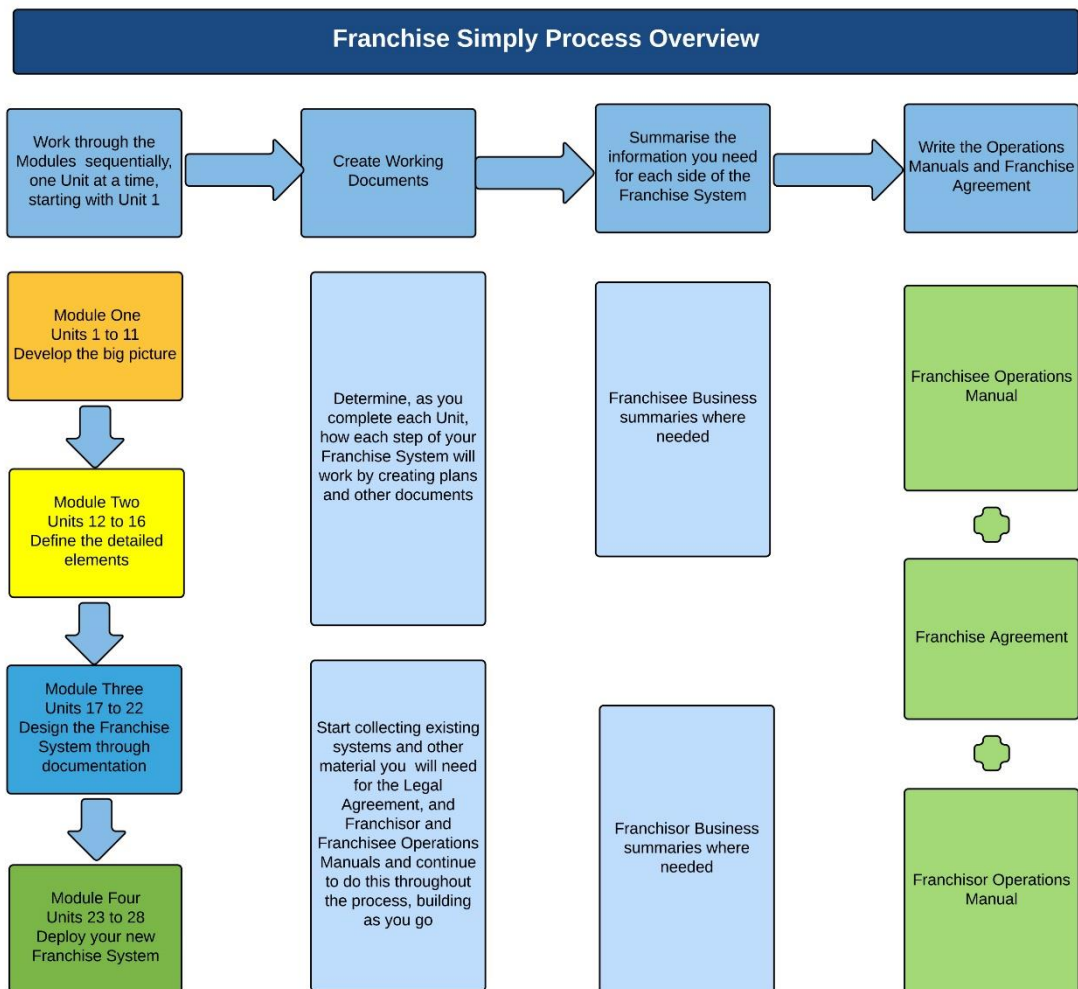 Franchise Simply Process Overview
Work through the
Modules sequentially,
one Unit at a time,
starting with Unit 1
Create Working
Documents
Summarise the
information you need
for each side of the
Franchise System
Write the Operations
Manuals and Franchise
Agreement
Module One
Units 1 to 11
Develop the big picture
Module Two
Units 12 to 16
Define the detailed
elements
Module Three
Units 17 to 22
Design the Franchise
System through
documentation
Module Four
Units 23 to 28
Deploy your new
Franchise System
Determine, as you
complete each Unit,
how each step of your
Franchise System will
work by creating plans
and other documents
Start collecting existing
systems and other
material you will need
for the Legal
Agreement, and
Franchisor and
Franchisee Operations
Manuals and continue
to do this throughout
the process, building
as you go
Franchisee Business
summaries where
needed
Franchisor Business
summaries where
needed
Franchisee Operations
Manual
Franchise Agreement
Franchisor Operations
Manual